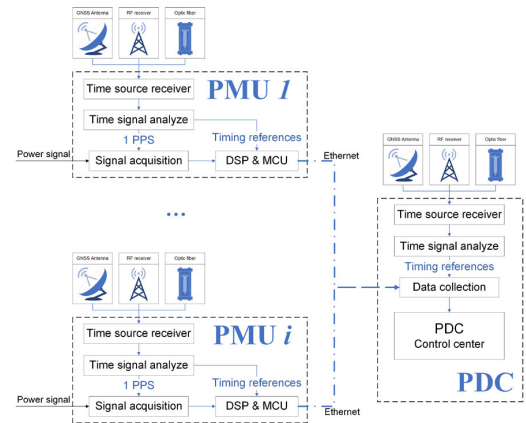 GNSS Antenna
RF receiver
Optic fiber
Time source receiver
PMU 1
Time signal analyze
1 PPS
Timing references
Power signal
Signal acquisition
DSP & MCU
Ethernet
...
GNSS Antenna
RF receiver
Optic fiber
Time source receiver
PMU i
Time signal analyze
1 PPS
Timing references
Power signal
Signal acquisition
DSP & MCU
Ethernet
GNSS Antenna
RF receiver
Optic fiber
Time source receiver
Time signal analyze
Timing references
Data collection
PDC
Control center
PDC